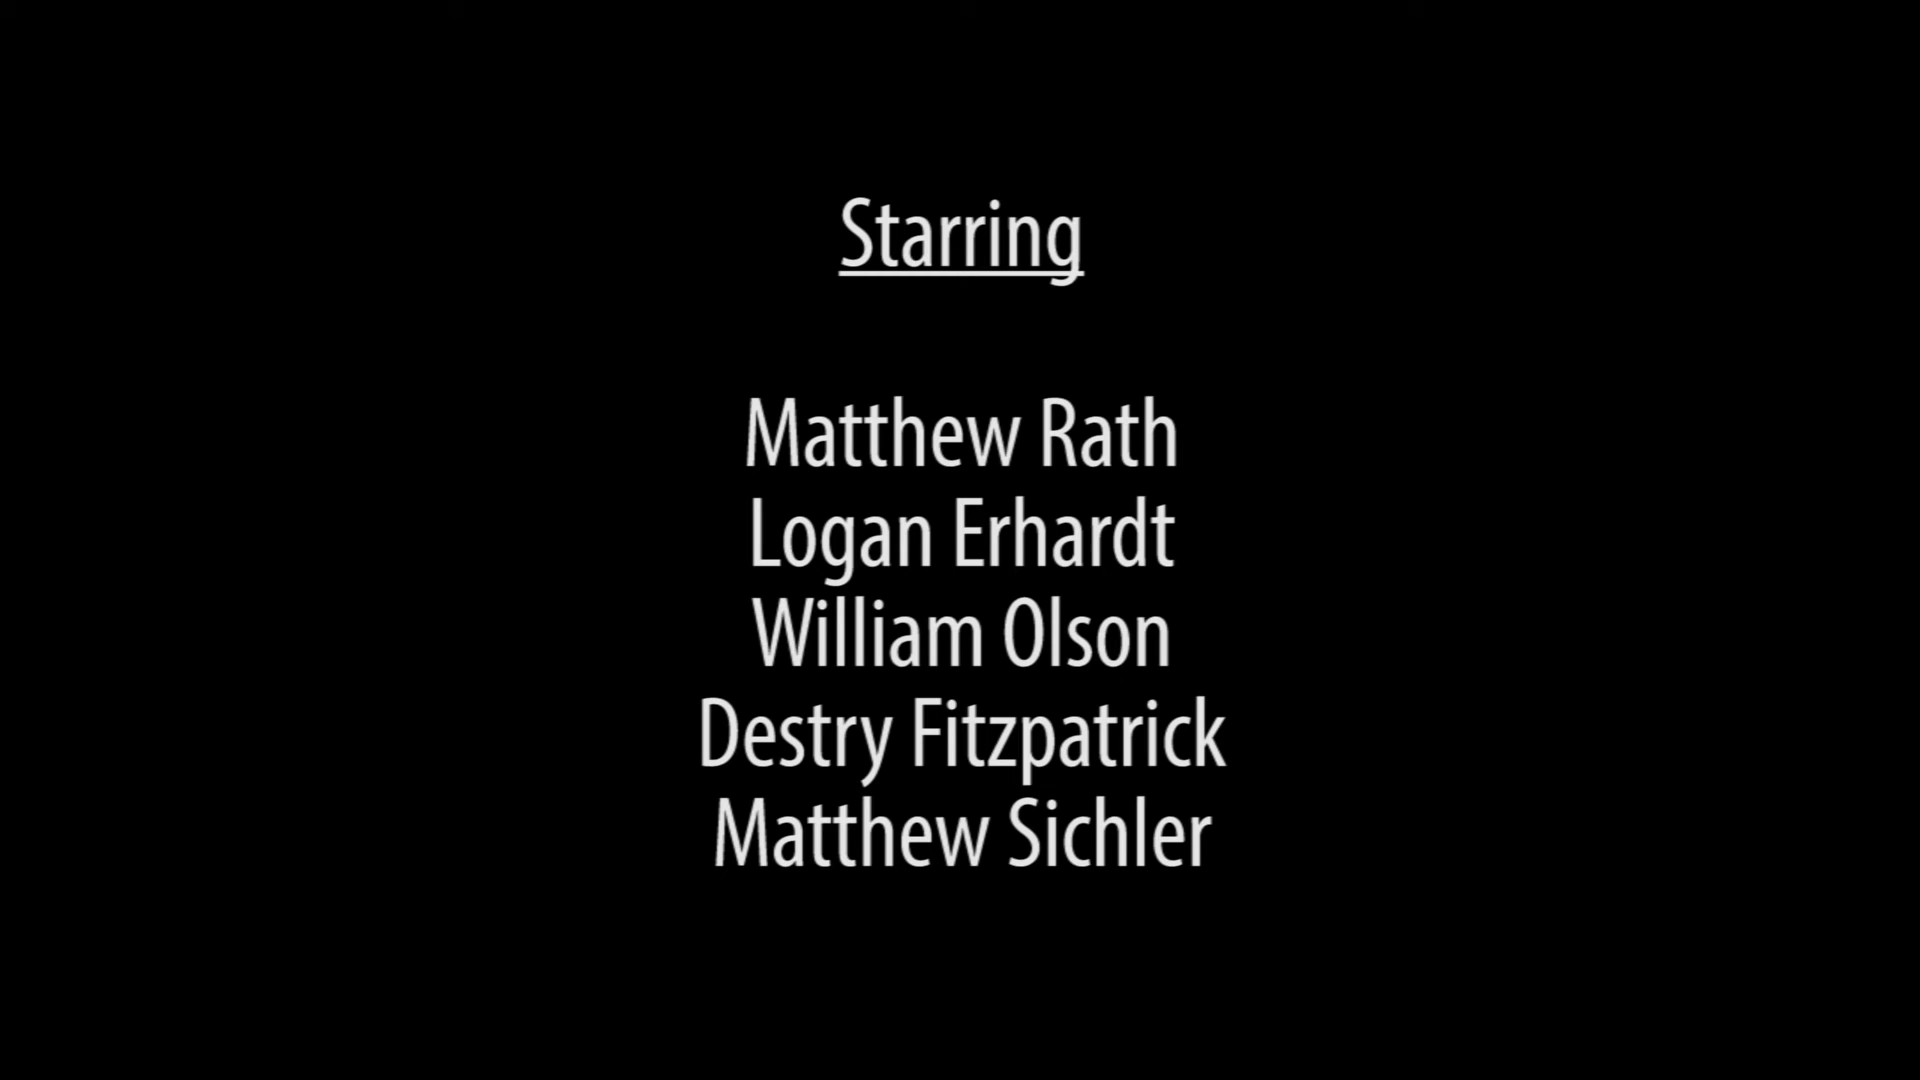 Starring
Matthew Rath
Logan Erhardt
William Olson
Destry Fitzpatrick
Matthew Sichler